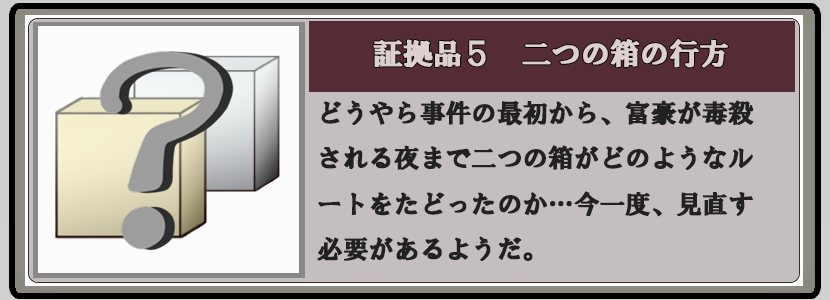 証拠品５　二つの箱の行方
どうやら事件の最初から、富豪が毒殺
される夜まで二つの箱がどのようなル
ートをたどったのか…今一度、見直す
必要があるようだ。
?